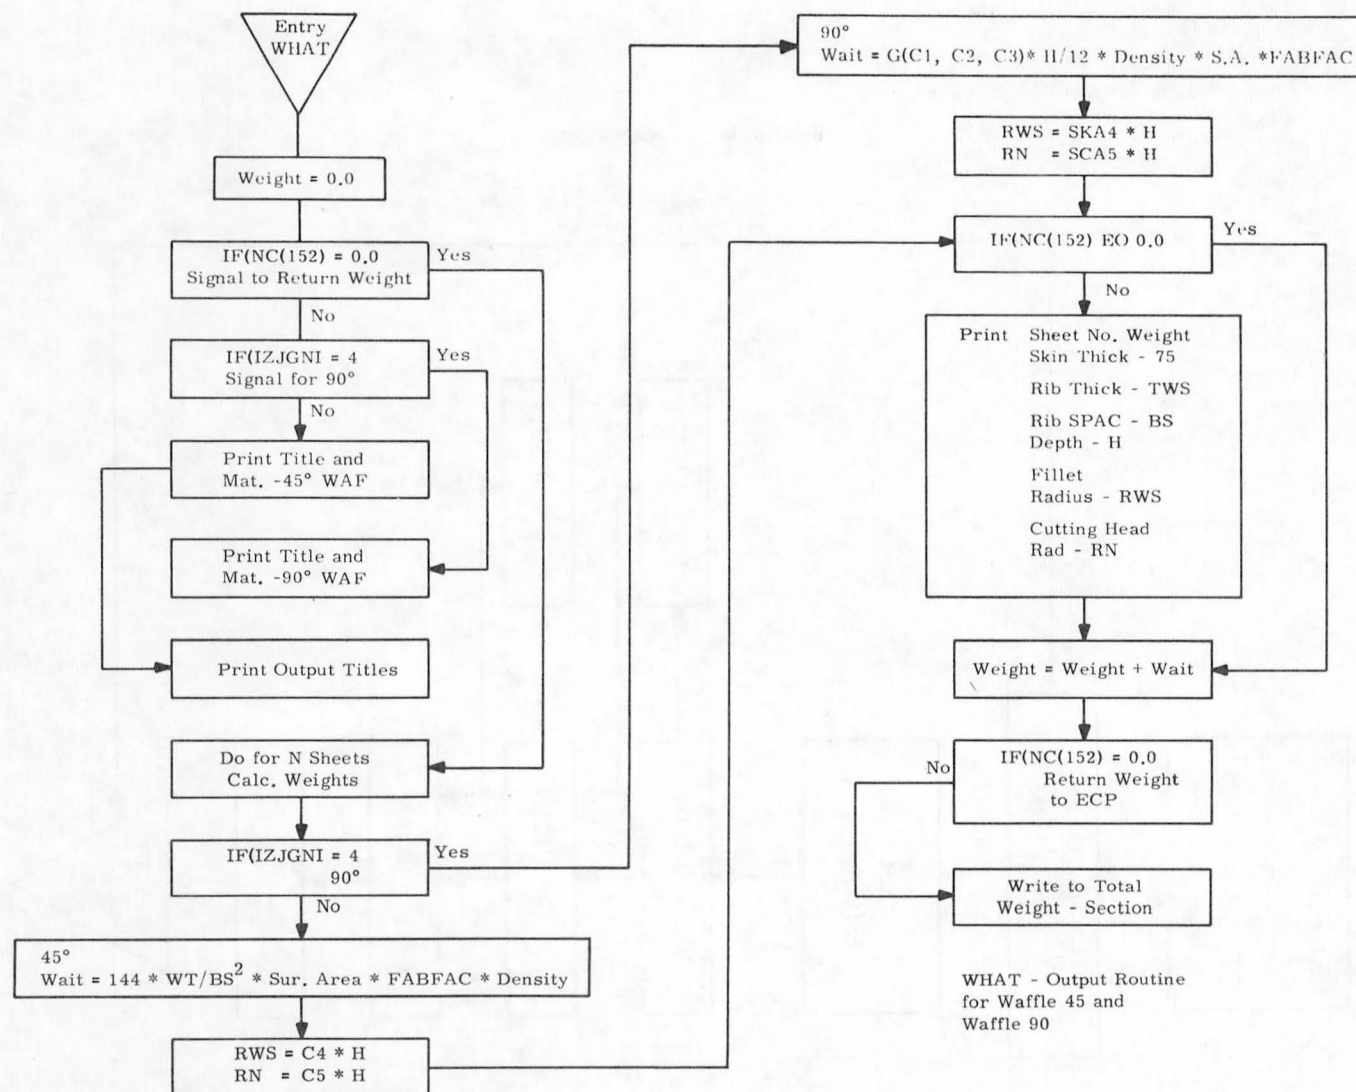 Entry
WHAT
Weight = 0.0
IF(NC(152) = 0.0
Signal to Return Weight
Yes
No
IF(IZJGNI = 4
Signal for 90°
Yes
No
Print Title and
Mat. -45° WAF
Print Title and
Mat. -90° WAF
Print Output Titles
Do for N Sheets
Calc. Weights
IF(IZJGNI = 4
90°
Yes
No
45°
Wait = 144 * WT/BS² * Sur. Area * FABFAC * Density
RWS = C4 * H
RN = C5 * H
90°
Wait = G(C1, C2, C3)* H/12 * Density * S.A. *FABFAC
RWS = SKA4 * H
RN = SCA5 * H
IF(NC(152) EO 0.0
Yes
No
Print Sheet No. Weight
Skin Thick - 75
Rib Thick - TWS
Rib SPAC - BS
Depth - H
Fillet
Radius - RWS
Cutting Head
Rad - RN
Weight = Weight + Wait
IF(NC(152) = 0.0
Return Weight
to ECP
No
Write to Total
Weight - Section
WHAT - Output Routine
for Waffle 45 and
Waffle 90